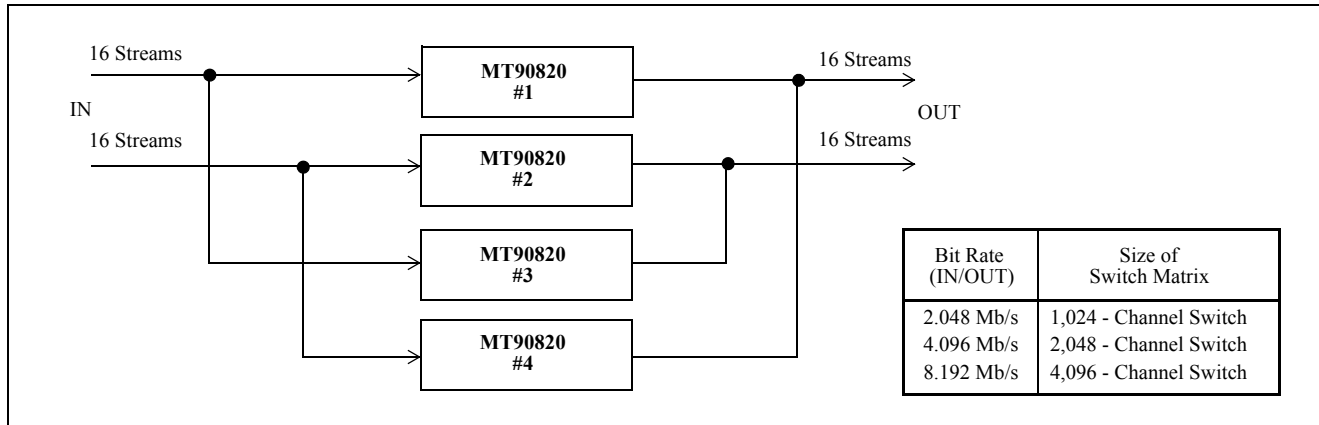 16 Streams
IN
16 Streams
MT90820
#1
MT90820
#2
MT90820
#3
MT90820
#4
16 Streams
OUT
16 Streams
Bit Rate
(IN/OUT)
Size of
Switch Matrix
2.048 Mb/s 1,024 - Channel Switch
4.096 Mb/s 2,048 - Channel Switch
8.192 Mb/s 4,096 - Channel Switch